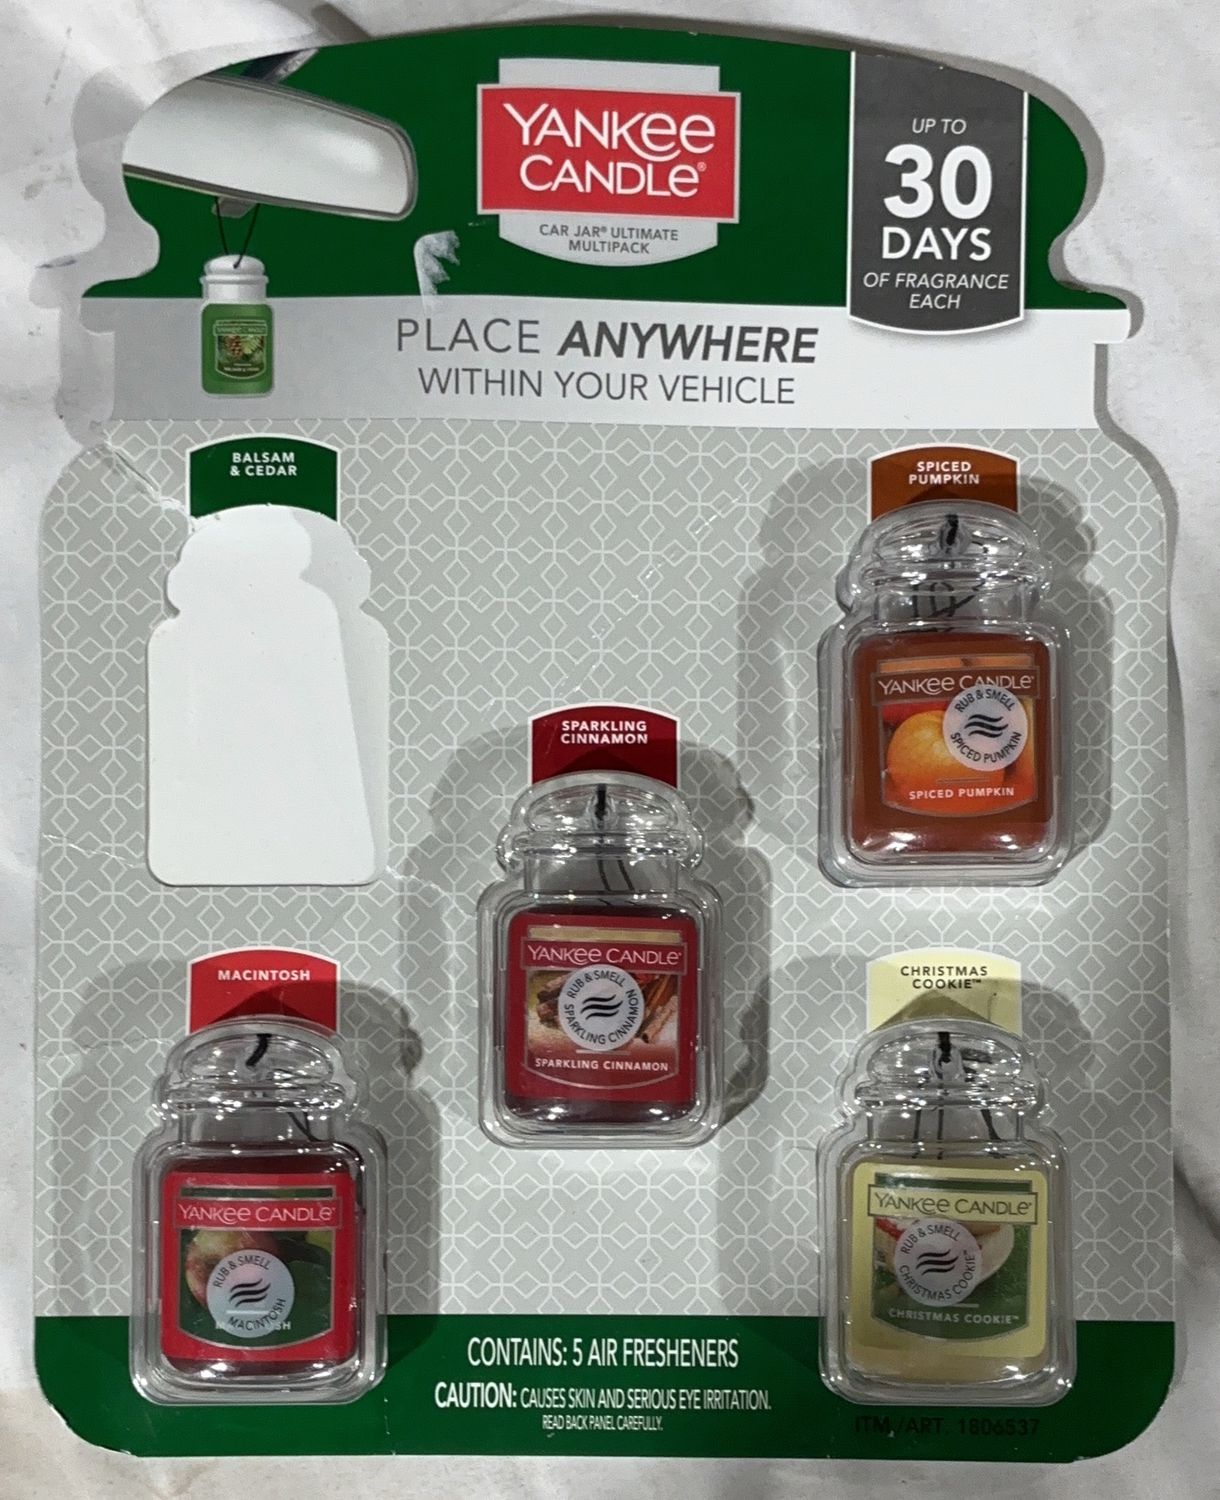 YANKEE CANDLE®
CAR JAR® ULTIMATE
MULTIPACK
UP TO
30
DAYS
OF FRAGRANCE
EACH
PLACE ANYWHERE
WITHIN YOUR VEHICLE
BALSAM
& CEDAR
SPICED
PUMPKIN
YANKEE CANDLE®
RUB & SMELL
SPICED PUMPKIN
SPICED PUMPKIN
SPARKLING
CINNAMON
YANKEE CANDLE®
RUB & SMELL
SPARKLING CINNAMON
SPARKLING CINNAMON
MACINTOSH
YANKEE CANDLE®
RUB & SMELL
MACINTOSH
CHRISTMAS
COOKIE™
YANKEE CANDLE®
RUB & SMELL
CHRISTMAS COOKIE™
CHRISTMAS COOKIE™
CONTAINS: 5 AIR FRESHENERS
CAUTION: CAUSES SKIN AND SERIOUS EYE IRRITATION.
READ BACK PANEL CAREFULLY.
ITM./ART. 1806537